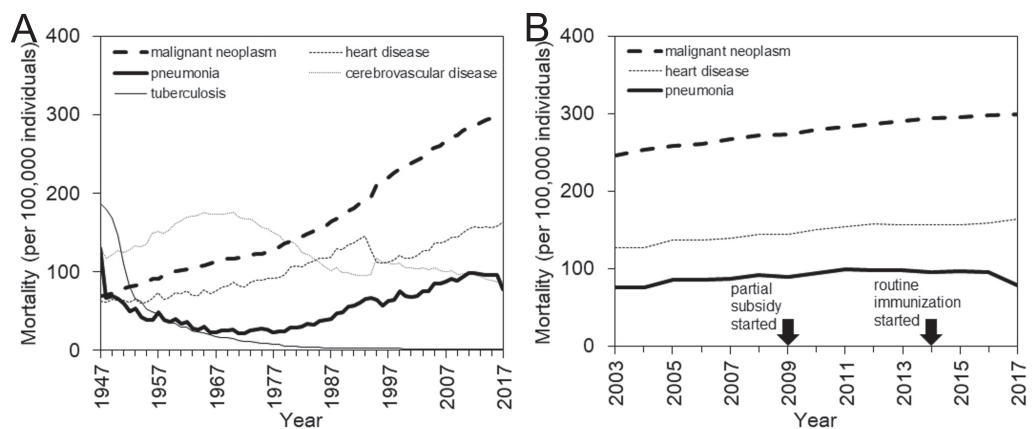 A
Mortality (per 100,000 individuals)
400
300
200
100
0
malignant neoplasm
heart disease
pneumonia
cerebrovascular disease
tuberculosis
1947
1957
1967
1977
1987
1997
2007
2017
Year
B
Mortality (per 100,000 individuals)
400
300
200
100
0
malignant neoplasm
heart disease
pneumonia
partial
subsidy
started
routine
immunization
started
2003
2005
2007
2009
2011
2013
2015
2017
Year